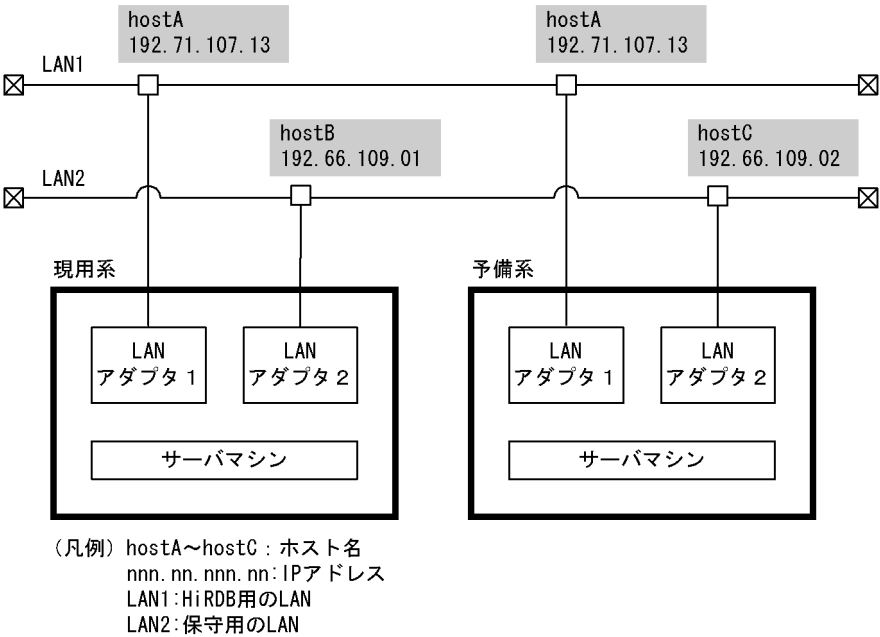 hostA
192.71.107.13
hostA
192.71.107.13
LAN1
hostB
192.66.109.01
hostC
192.66.109.02
LAN2
現用系
予備系
LAN
アダプタ1
LAN
アダプタ2
LAN
アダプタ1
LAN
アダプタ2
サーバマシン
サーバマシン
(凡例) hostA~hostC:ホスト名
nnn.nn.nnn.nn:IPアドレス
LAN1:HiRDB用のLAN
LAN2:保守用のLAN